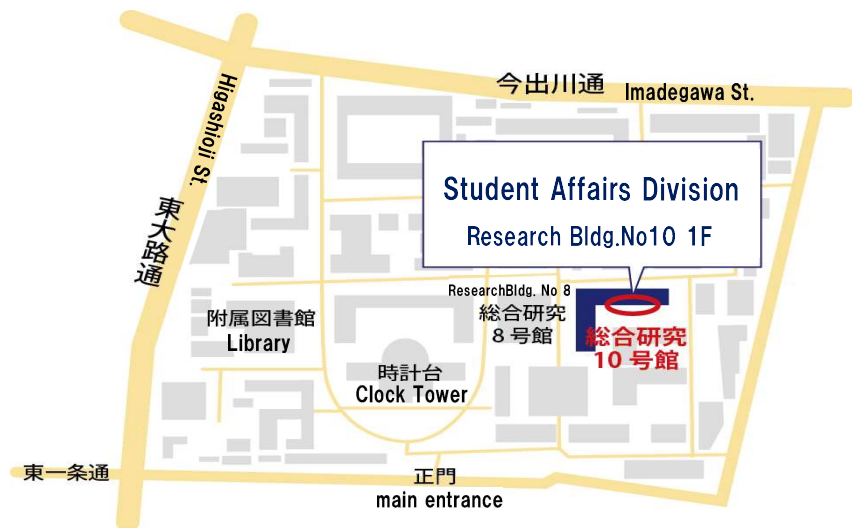 今出川通
Imadegawa St.
Higashioji St.
東大路通
Student Affairs Division
Research Bldg.No10 1F
ResearchBldg. No 8
総合研究
8号館
総合研究
10号館
附属図書館
Library
時計台
Clock Tower
東一条通
正門
main entrance